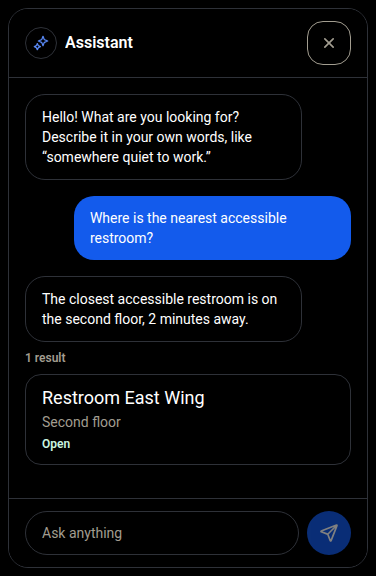 Assistant
Hello! What are you looking for?
Describe it in your own words, like
“somewhere quiet to work.”
Where is the nearest accessible
restroom?
The closest accessible restroom is on
the second floor, 2 minutes away.
1 result
Restroom East Wing
Second floor
Open
Ask anything